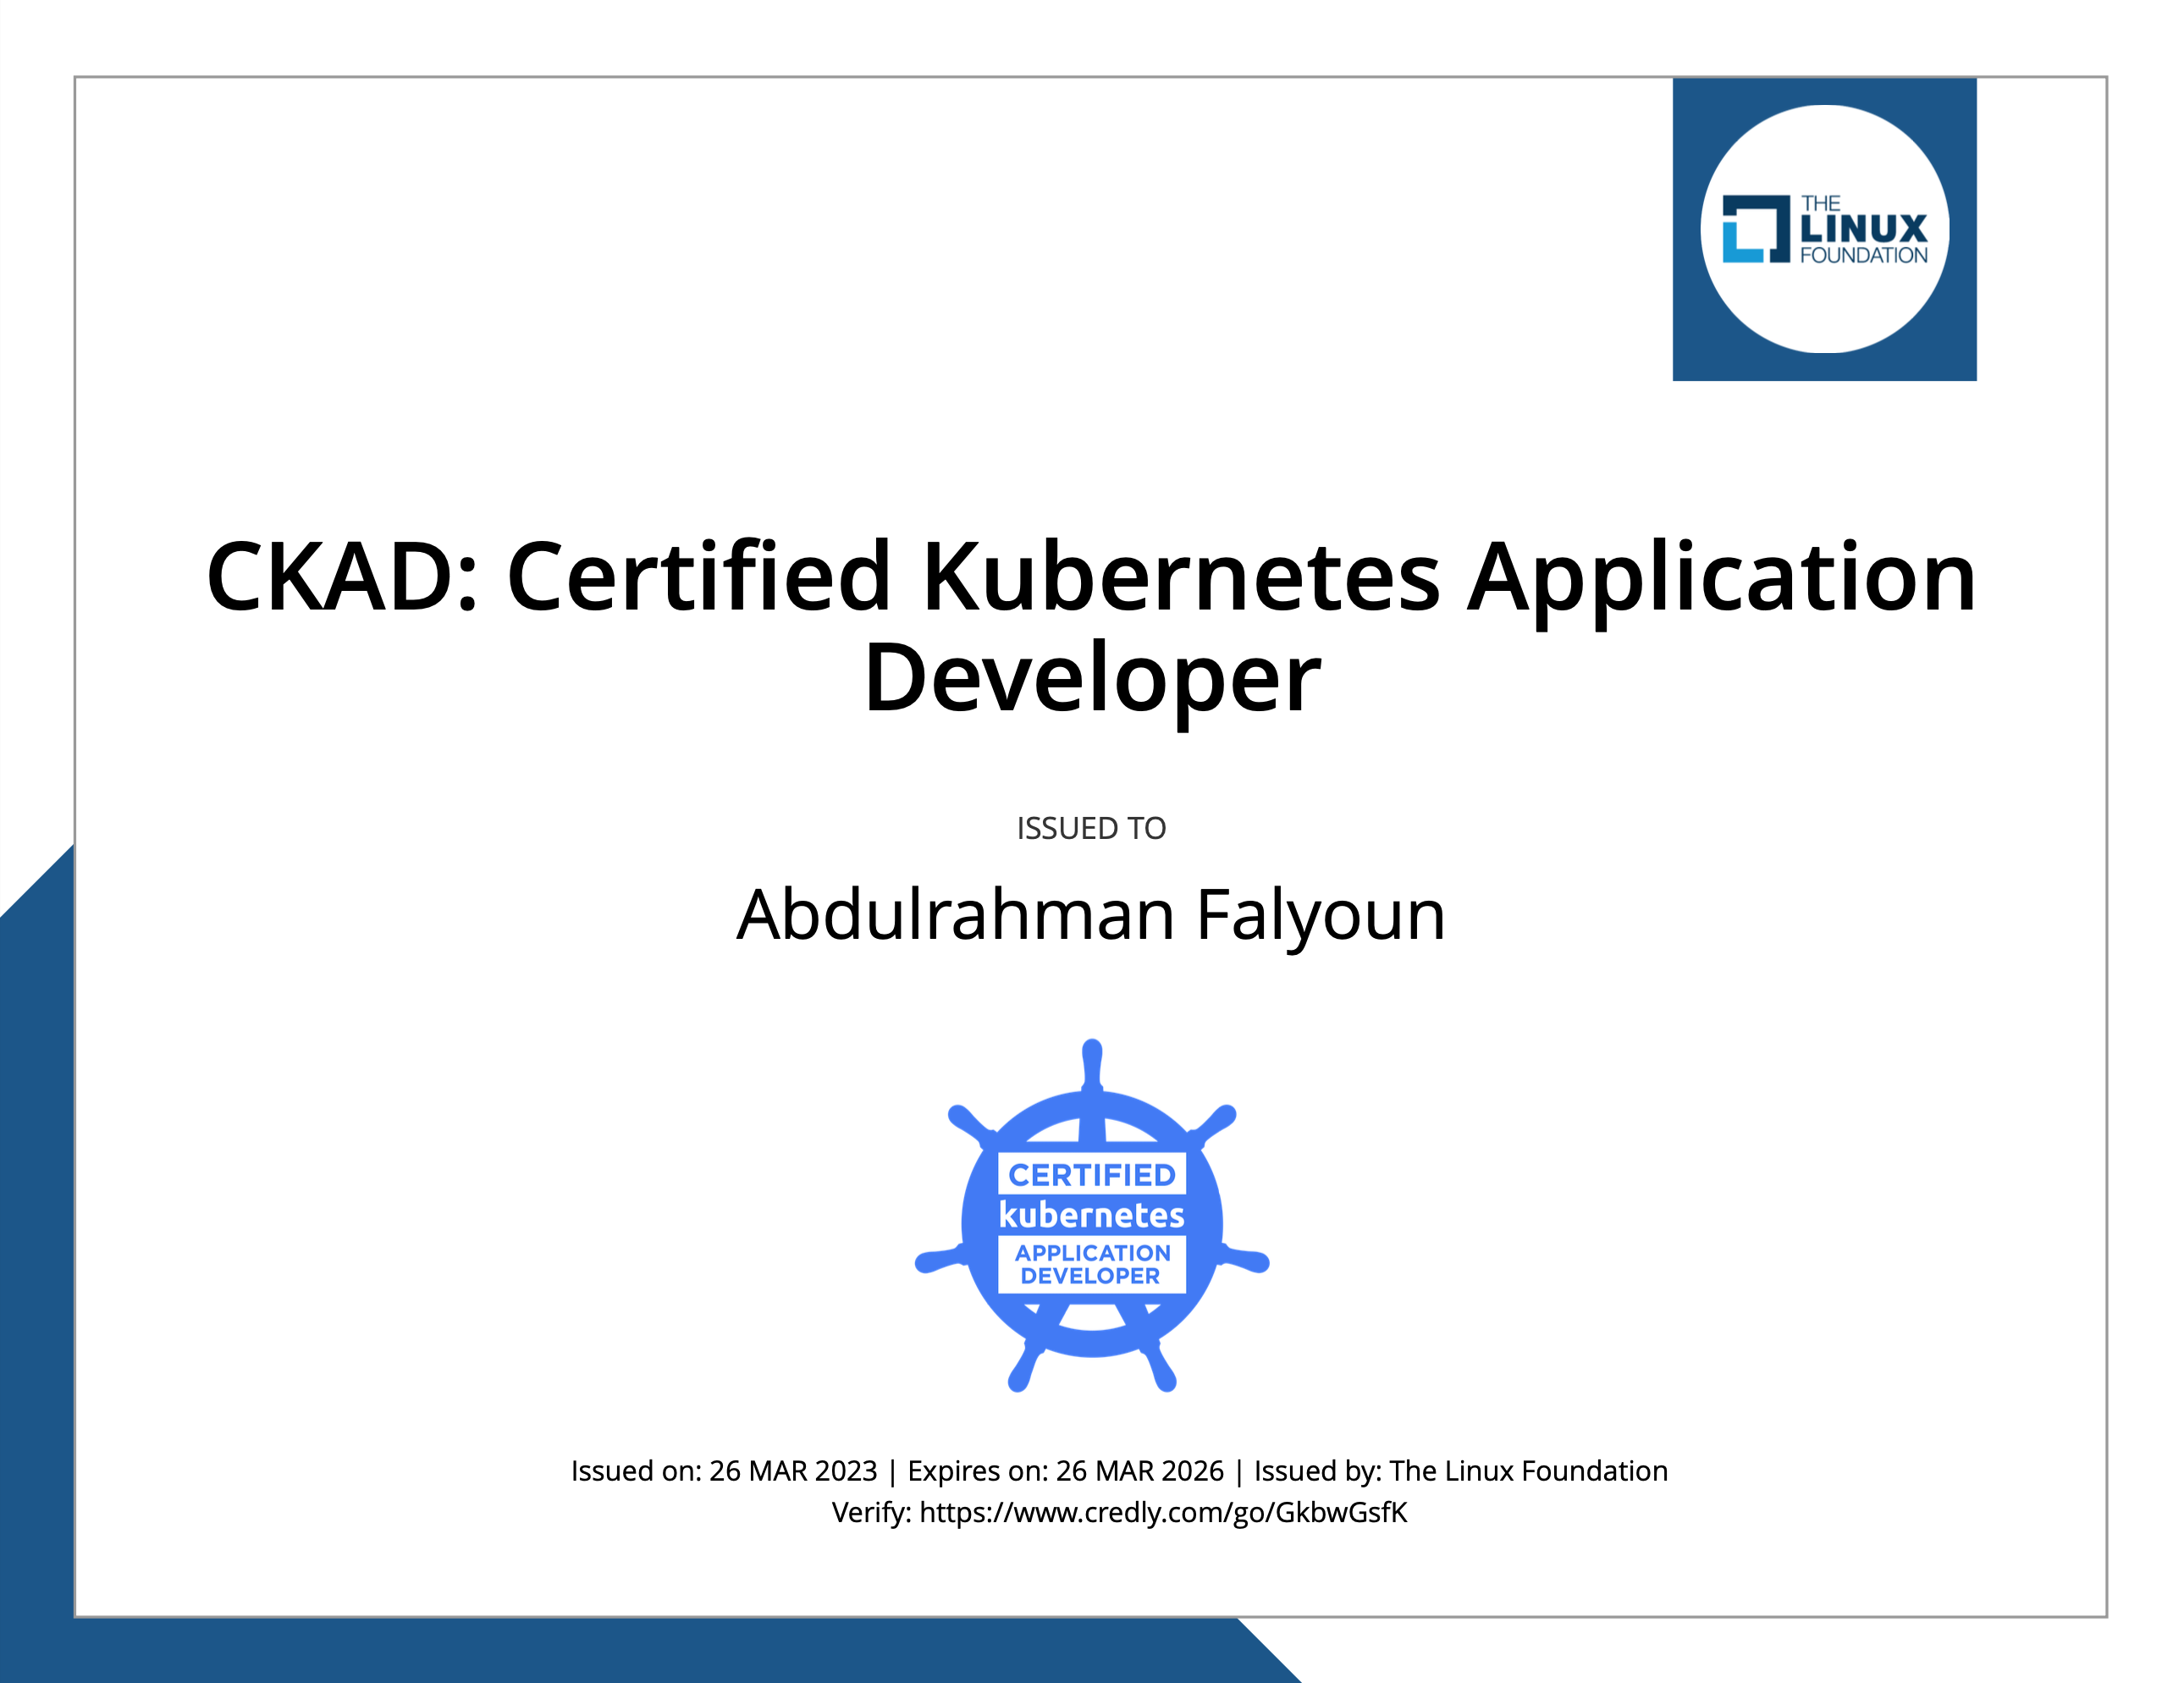 THE
LINUX
FOUNDATION
CKAD: Certified Kubernetes Application
Developer
ISSUED TO
Abdulrahman Falyoun
CERTIFIED
kubernetes
APPLICATION
DEVELOPER
Issued on: 26 MAR 2023 | Expires on: 26 MAR 2026 | Issued by: The Linux Foundation
Verify: https://www.credly.com/go/GkbwGsfK